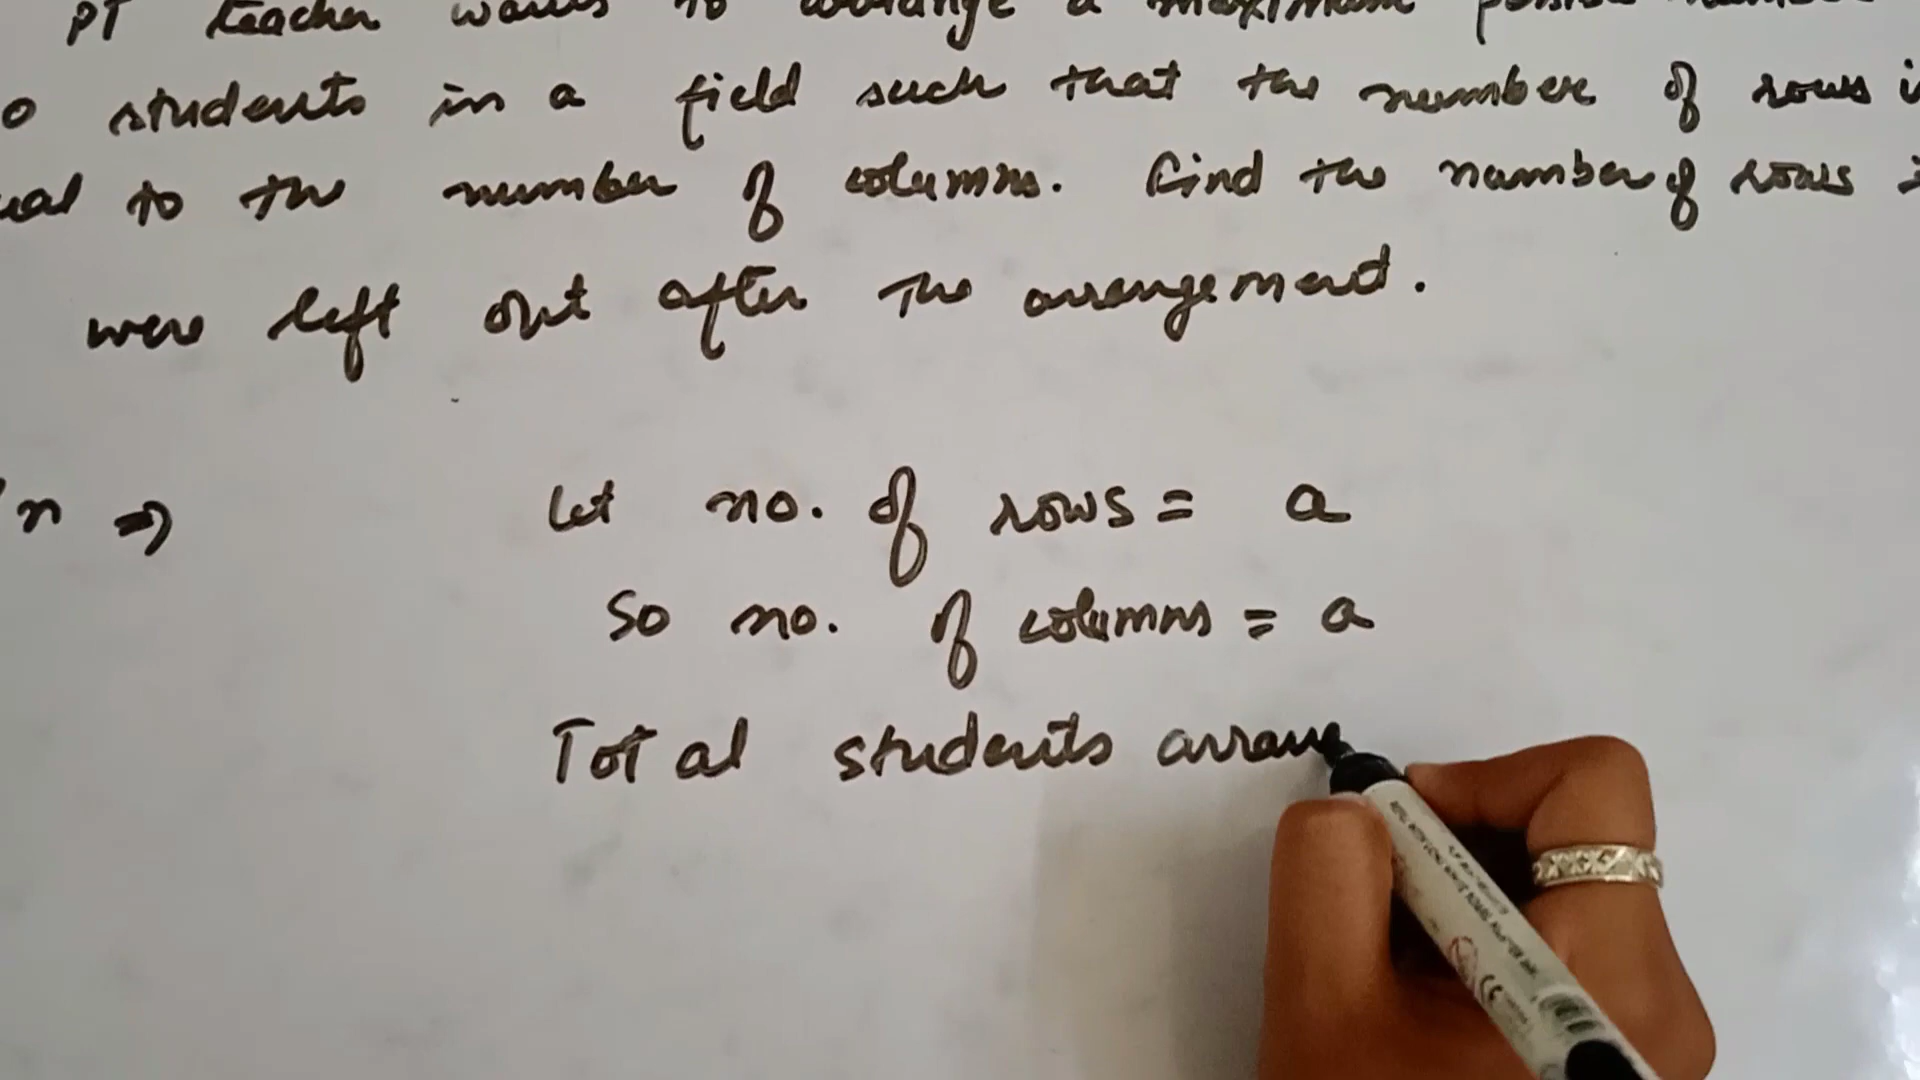 PT teacher wants to arrange a maximum possible
o students in a field such that the number of rows i
ual to the number of columns. Find the number of rows
were left out after the arrangement.
n ⇒ Let no. of rows = a
So no. of columns = a
Total students arran